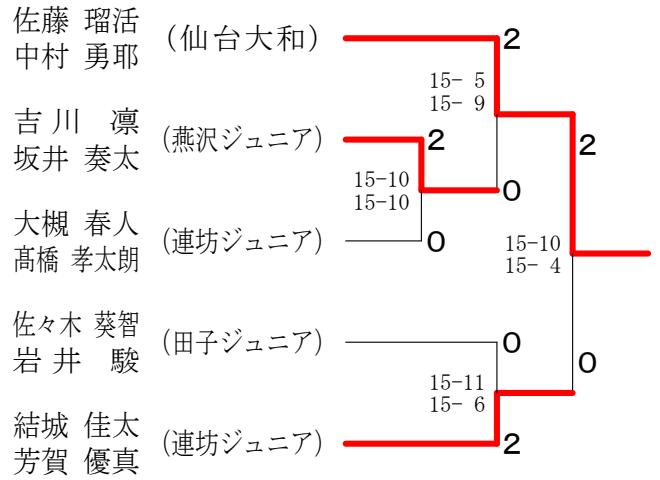 佐藤 瑠活
中村 勇耶
(仙台大和)
2
15- 5
15- 9
吉川 凛
坂井 奏太
(燕沢ジュニア)
2
0
2
15-10
15-10
大槻 春人
髙橋 孝太朗
(連坊ジュニア)
0
15-10
15- 4
佐々木 葵智
岩井 駿
(田子ジュニア)
0
0
15-11
15- 6
結城 佳太
芳賀 優真
(連坊ジュニア)
2